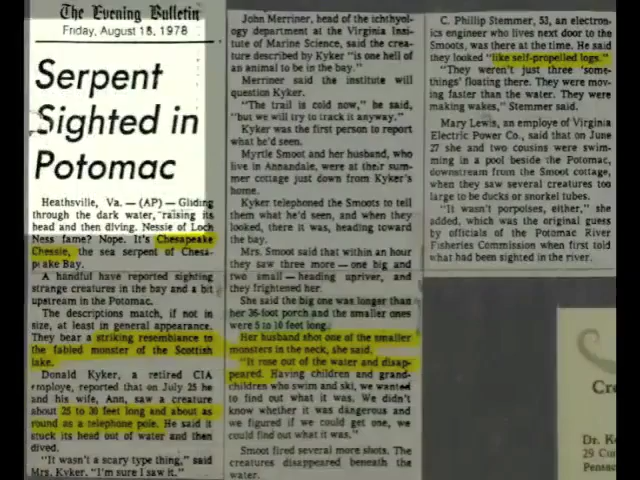 The Evening Bulletin
Friday, August 18, 1978
Serpent
Sighted in
Potomac
Heathsville, Va. — (AP) — Gliding
through the dark water, raising its
head and then diving. Nessie of Loch
Ness fame? Nope. It's Chesapeake
Chessie, the sea serpent of Chesa-
peake Bay.
A handful have reported sighting
strange creatures in the bay and a bit
upstream in the Potomac.
The descriptions match, if not in
size, at least in general appearance.
They bear a striking resemblance to
the fabled monster of the Scottish
lake.
Donald Kyker, a retired CIA
employe, reported that on July 25 he
and his wife, Ann, saw a creature
about 25 to 30 feet long and about as
round as a telephone pole. He said it
stuck its head out of water and then
dived.
"It wasn't a scary type thing," said
Mrs. Kyker. "I'm sure I saw it."
John Merriner, head of the ichthyol-
ogy department at the Virginia Insti-
tute of Marine Science, said the crea-
ture described by Kyker "is one hell of
an animal to be in the bay."
Merriner said the institute will
question Kyker.
"The trail is cold now," he said,
"but we will try to track it anyway."
Kyker was the first person to report
what he'd seen.
Myrtle Smoot and her husband, who
live in Annandale, were at their sum-
mer cottage just down from Kyker's
home.
Kyker telephoned the Smoots to tell
them what he'd seen, and when they
looked, there it was, heading toward
the bay.
Mrs. Smoot said that within an hour
they saw three more — one big and
two small — heading upriver, and
they frightened her.
She said the big one was longer than
her 36-foot porch and the smaller ones
were 5 to 10 feet long.
Her husband shot one of the smaller
monsters in the neck, she said.
"It rose out of the water and disap-
peared. Having children and grand-
children who swim and ski, we wanted
to find out what it was. We didn't
know whether it was dangerous and
we figured if we could get one, we
could find out what it was."
Smoot fired several more shots. The
creatures disappeared beneath the
water.
C. Phillip Stemmer, 53, an electron-
ics engineer who lives next door to the
Smoots, was there at the time. He said
they looked "like self-propelled logs."
"They weren't just three 'some-
things' floating there. They were mov-
ing faster than the water. They were
making wakes," Stemmer said.
Mary Lewis, an employe of Virginia
Electric Power Co., said that on June
27 she and two cousins were swim-
ming in a pool beside the Potomac,
downstream from the Smoot cottage,
when they saw several creatures too
large to be ducks or snorkel tubes.
"It wasn't porpoises, either," she
added, which was the original guess
by officials of the Potomac River
Fisheries Commission when first told
what had been sighted in the river.
Cre
Dr. K
29 Cu
Pensac